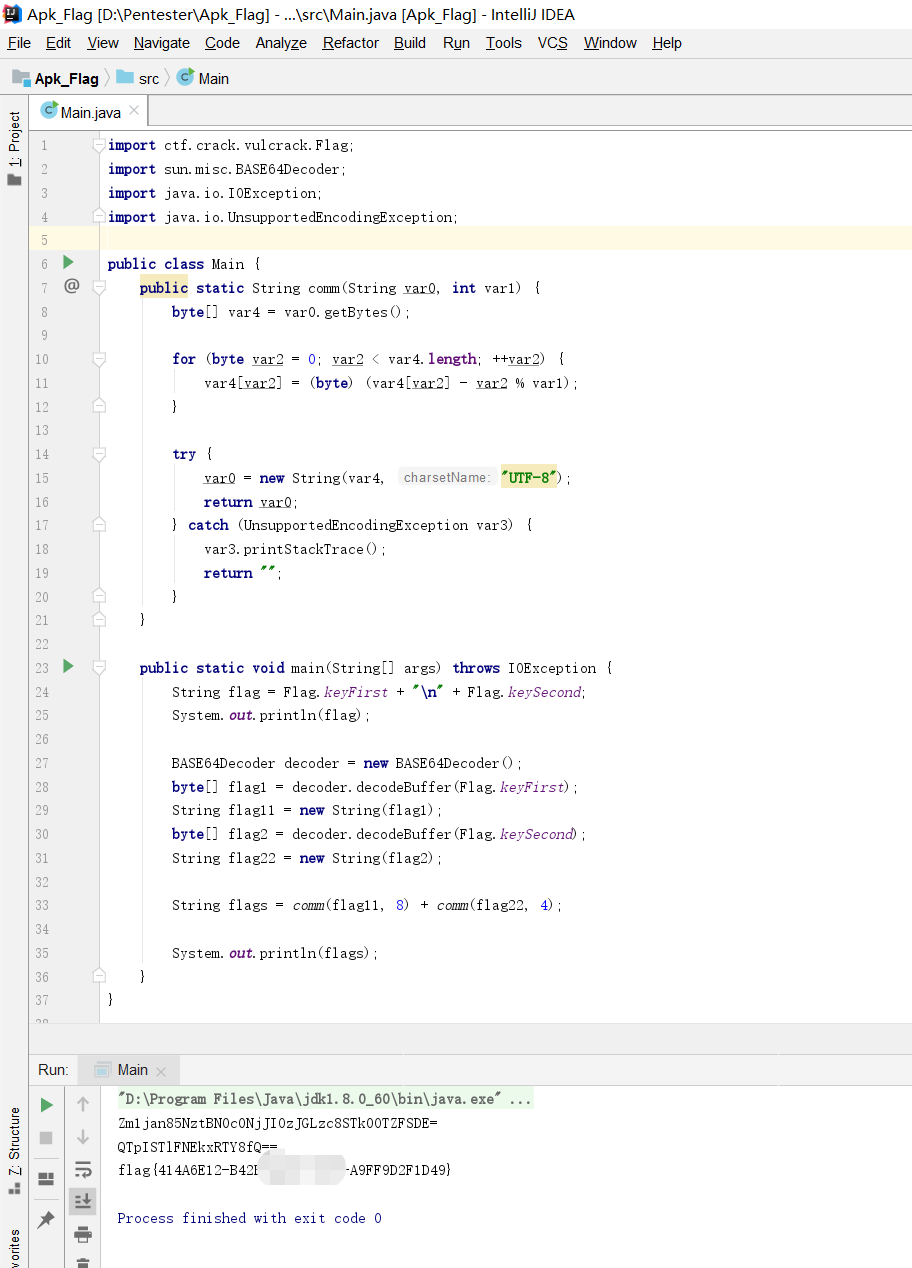 Apk_Flag [D:\Pentester\Apk_Flag] - ...\src\Main.java [Apk_Flag] - IntelliJ IDEA
File Edit View Navigate Code Analyze Refactor Build Run Tools VCS Window Help
Apk_Flag src Main
1: Project
Main.java
1 import ctf.crack.vulcrack.Flag;
2 import sun.misc.BASE64Decoder;
3 import java.io.IOException;
4 import java.io.UnsupportedEncodingException;
5
6 public class Main {
7 @ public static String comm(String var0, int var1) {
8 byte[] var4 = var0.getBytes();
9
10 for (byte var2 = 0; var2 < var4.length; ++var2) {
11 var4[var2] = (byte) (var4[var2] - var2 % var1);
12 }
13
14 try {
15 var0 = new String(var4, charsetName: "UTF-8");
16 return var0;
17 } catch (UnsupportedEncodingException var3) {
18 var3.printStackTrace();
19 return "";
20 }
21 }
22
23 public static void main(String[] args) throws IOException {
24 String flag = Flag.keyFirst + "\n" + Flag.keySecond;
25 System.out.println(flag);
26
27 BASE64Decoder decoder = new BASE64Decoder();
28 byte[] flag1 = decoder.decodeBuffer(Flag.keyFirst);
29 String flag11 = new String(flag1);
30 byte[] flag2 = decoder.decodeBuffer(Flag.keySecond);
31 String flag22 = new String(flag2);
32
33 String flags = comm(flag11, 8) + comm(flag22, 4);
34
35 System.out.println(flags);
36 }
37 }
Run: Main
"D:\Program Files\Java\jdk1.8.0_60\bin\java.exe" ...
Zm1jan85NztBN0c0NjJIOzJGLzc8STk0OTZFSDE=
QTpISTlFNEkxRTY8fQ==
flag{414A6E12-B42 -A9FF9D2F1D49}
Process finished with exit code 0
Z: Structure
vorites